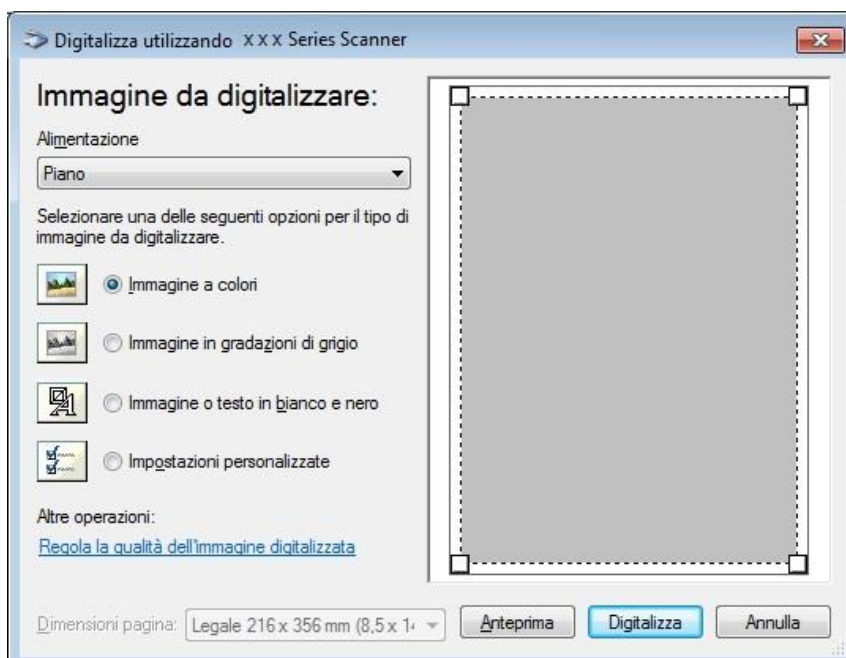 Digitalizza utilizzando x x x Series Scanner
Immagine da digitalizzare:
Alimentazione
Piano
Selezionare una delle seguenti opzioni per il tipo di
immagine da digitalizzare.
Immagine a colori
Immagine in gradazioni di grigio
Immagine o testo in bianco e nero
Impostazioni personalizzate
Altre operazioni:
Regola la qualità dell'immagine digitalizzata
Dimensioni pagina: Legale 216 x 356 mm (8,5 x 1
Anteprima Digitalizza Annulla